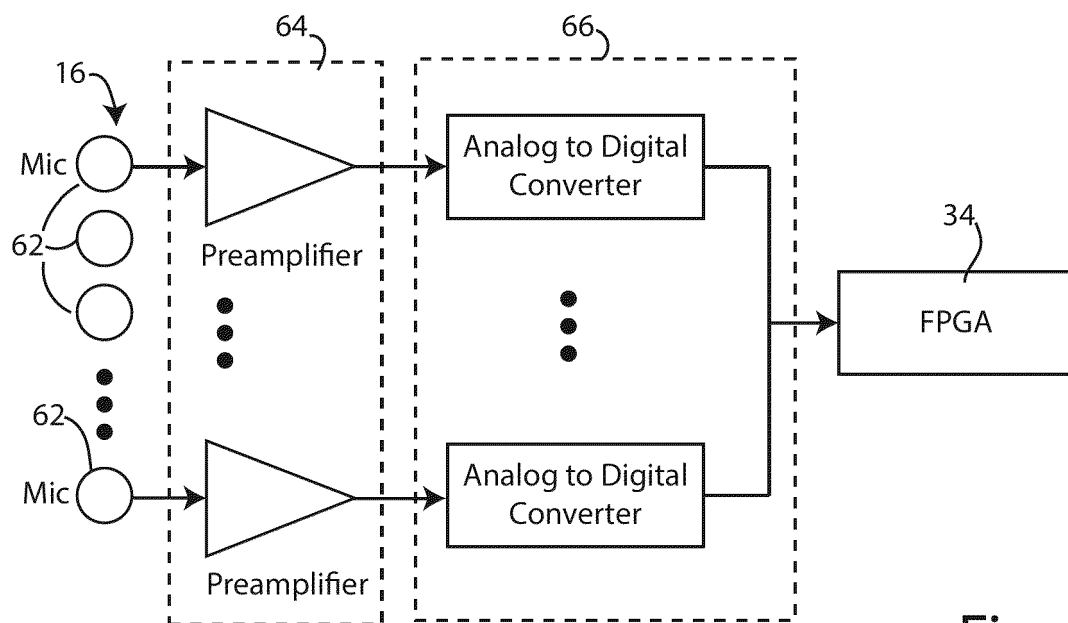 64
66
16
Mic
Analog to Digital
Converter
62
Preamplifier
34
FPGA
62
Mic
Analog to Digital
Converter
Preamplifier